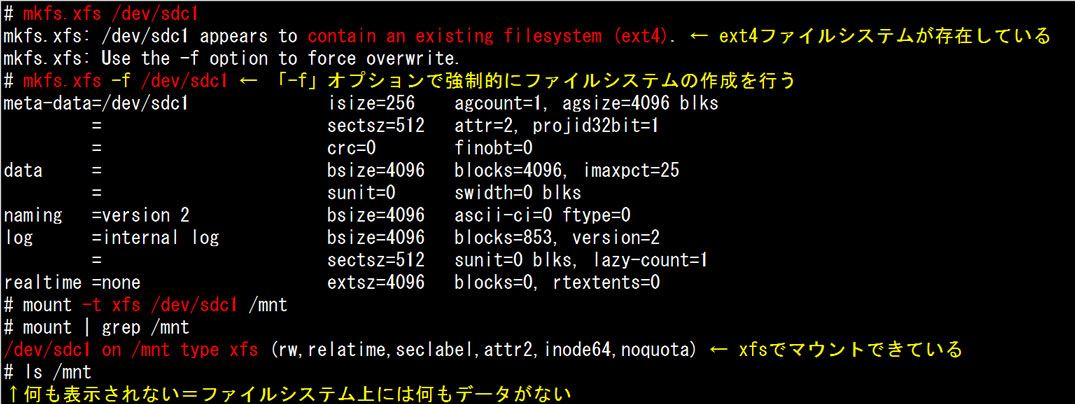 # mkfs.xfs /dev/sdc1
mkfs.xfs: /dev/sdc1 appears to contain an existing filesystem (ext4). ← ext4ファイルシステムが存在している
mkfs.xfs: Use the -f option to force overwrite.
# mkfs.xfs -f /dev/sdc1 ← 「-f」オプションで強制的にファイルシステムの作成を行う
meta-data=/dev/sdc1 isize=256 agcount=1, agsize=4096 blks
= sectsz=512 attr=2, projid32bit=1
= crc=0 finobt=0
data = bsize=4096 blocks=4096, imaxpct=25
= sunit=0 swidth=0 blks
naming =version 2 bsize=4096 ascii-ci=0 ftype=0
log =internal log bsize=4096 blocks=853, version=2
= sectsz=512 sunit=0 blks, lazy-count=1
realtime =none extsz=4096 blocks=0, rtextents=0
# mount -t xfs /dev/sdc1 /mnt
# mount | grep /mnt
/dev/sdc1 on /mnt type xfs (rw,relatime,seclabel,attr2,inode64,noquota) ← xfsでマウントできている
# ls /mnt
↑何も表示されない＝ファイルシステム上には何もデータがない